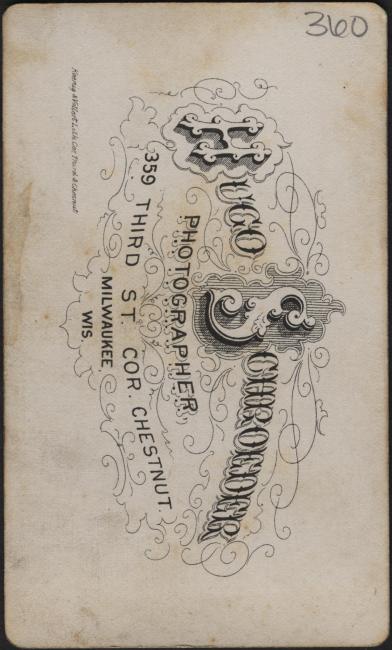 360
HUGO SCHROEDER
PHOTOGRAPHER
359 THIRD ST. COR. CHESTNUT.
MILWAUKEE,
WIS.